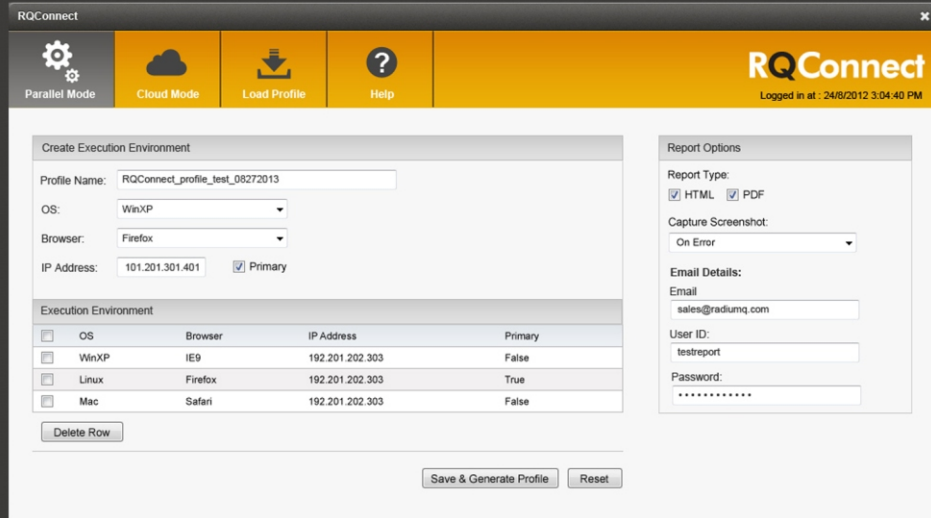 RQConnect
Parallel Mode
Cloud Mode
Load Profile
?
Help
RQConnect
Logged in at : 24/8/2012 3:04:40 PM
Create Execution Environment
Profile Name: RQConnect_profile_test_08272013
OS: WinXP
Browser: Firefox
IP Address: 101.201.301.401 Primary
Execution Environment
OS Browser IP Address Primary
WinXP IE9 192.201.202.303 False
Linux Firefox 192.201.202.303 True
Mac Safari 192.201.202.303 False
Delete Row
Save & Generate Profile Reset
Report Options
Report Type:
HTML PDF
Capture Screenshot:
On Error
Email Details:
Email
sales@radiumq.com
User ID:
testreport
Password:
••••••••••••